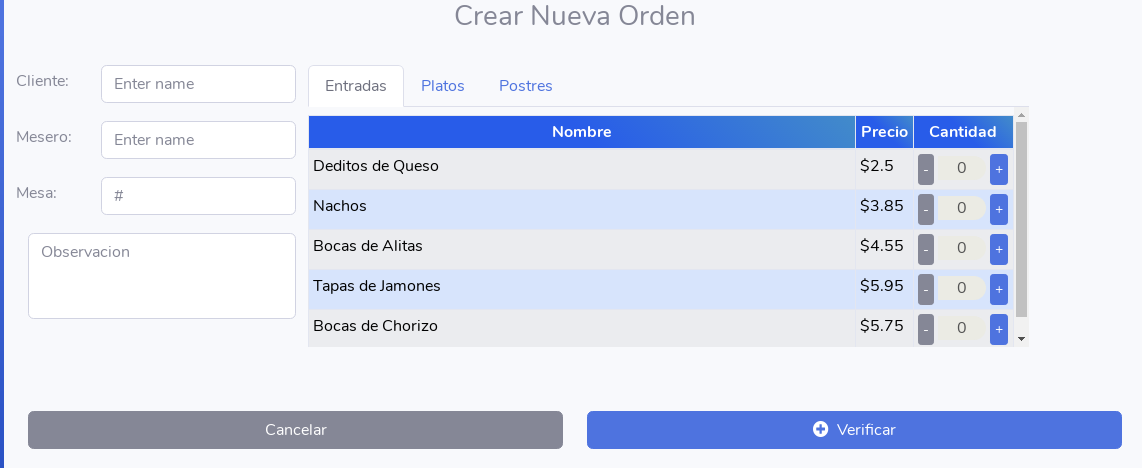 Crear Nueva Orden
Cliente: Enter name
Mesero: Enter name
Mesa: #
Observacion
Entradas Platos Postres
Nombre Precio Cantidad
Deditos de Queso $2.5 - 0 +
Nachos $3.85 - 0 +
Bocas de Alitas $4.55 - 0 +
Tapas de Jamones $5.95 - 0 +
Bocas de Chorizo $5.75 - 0 +
Cancelar Verificar